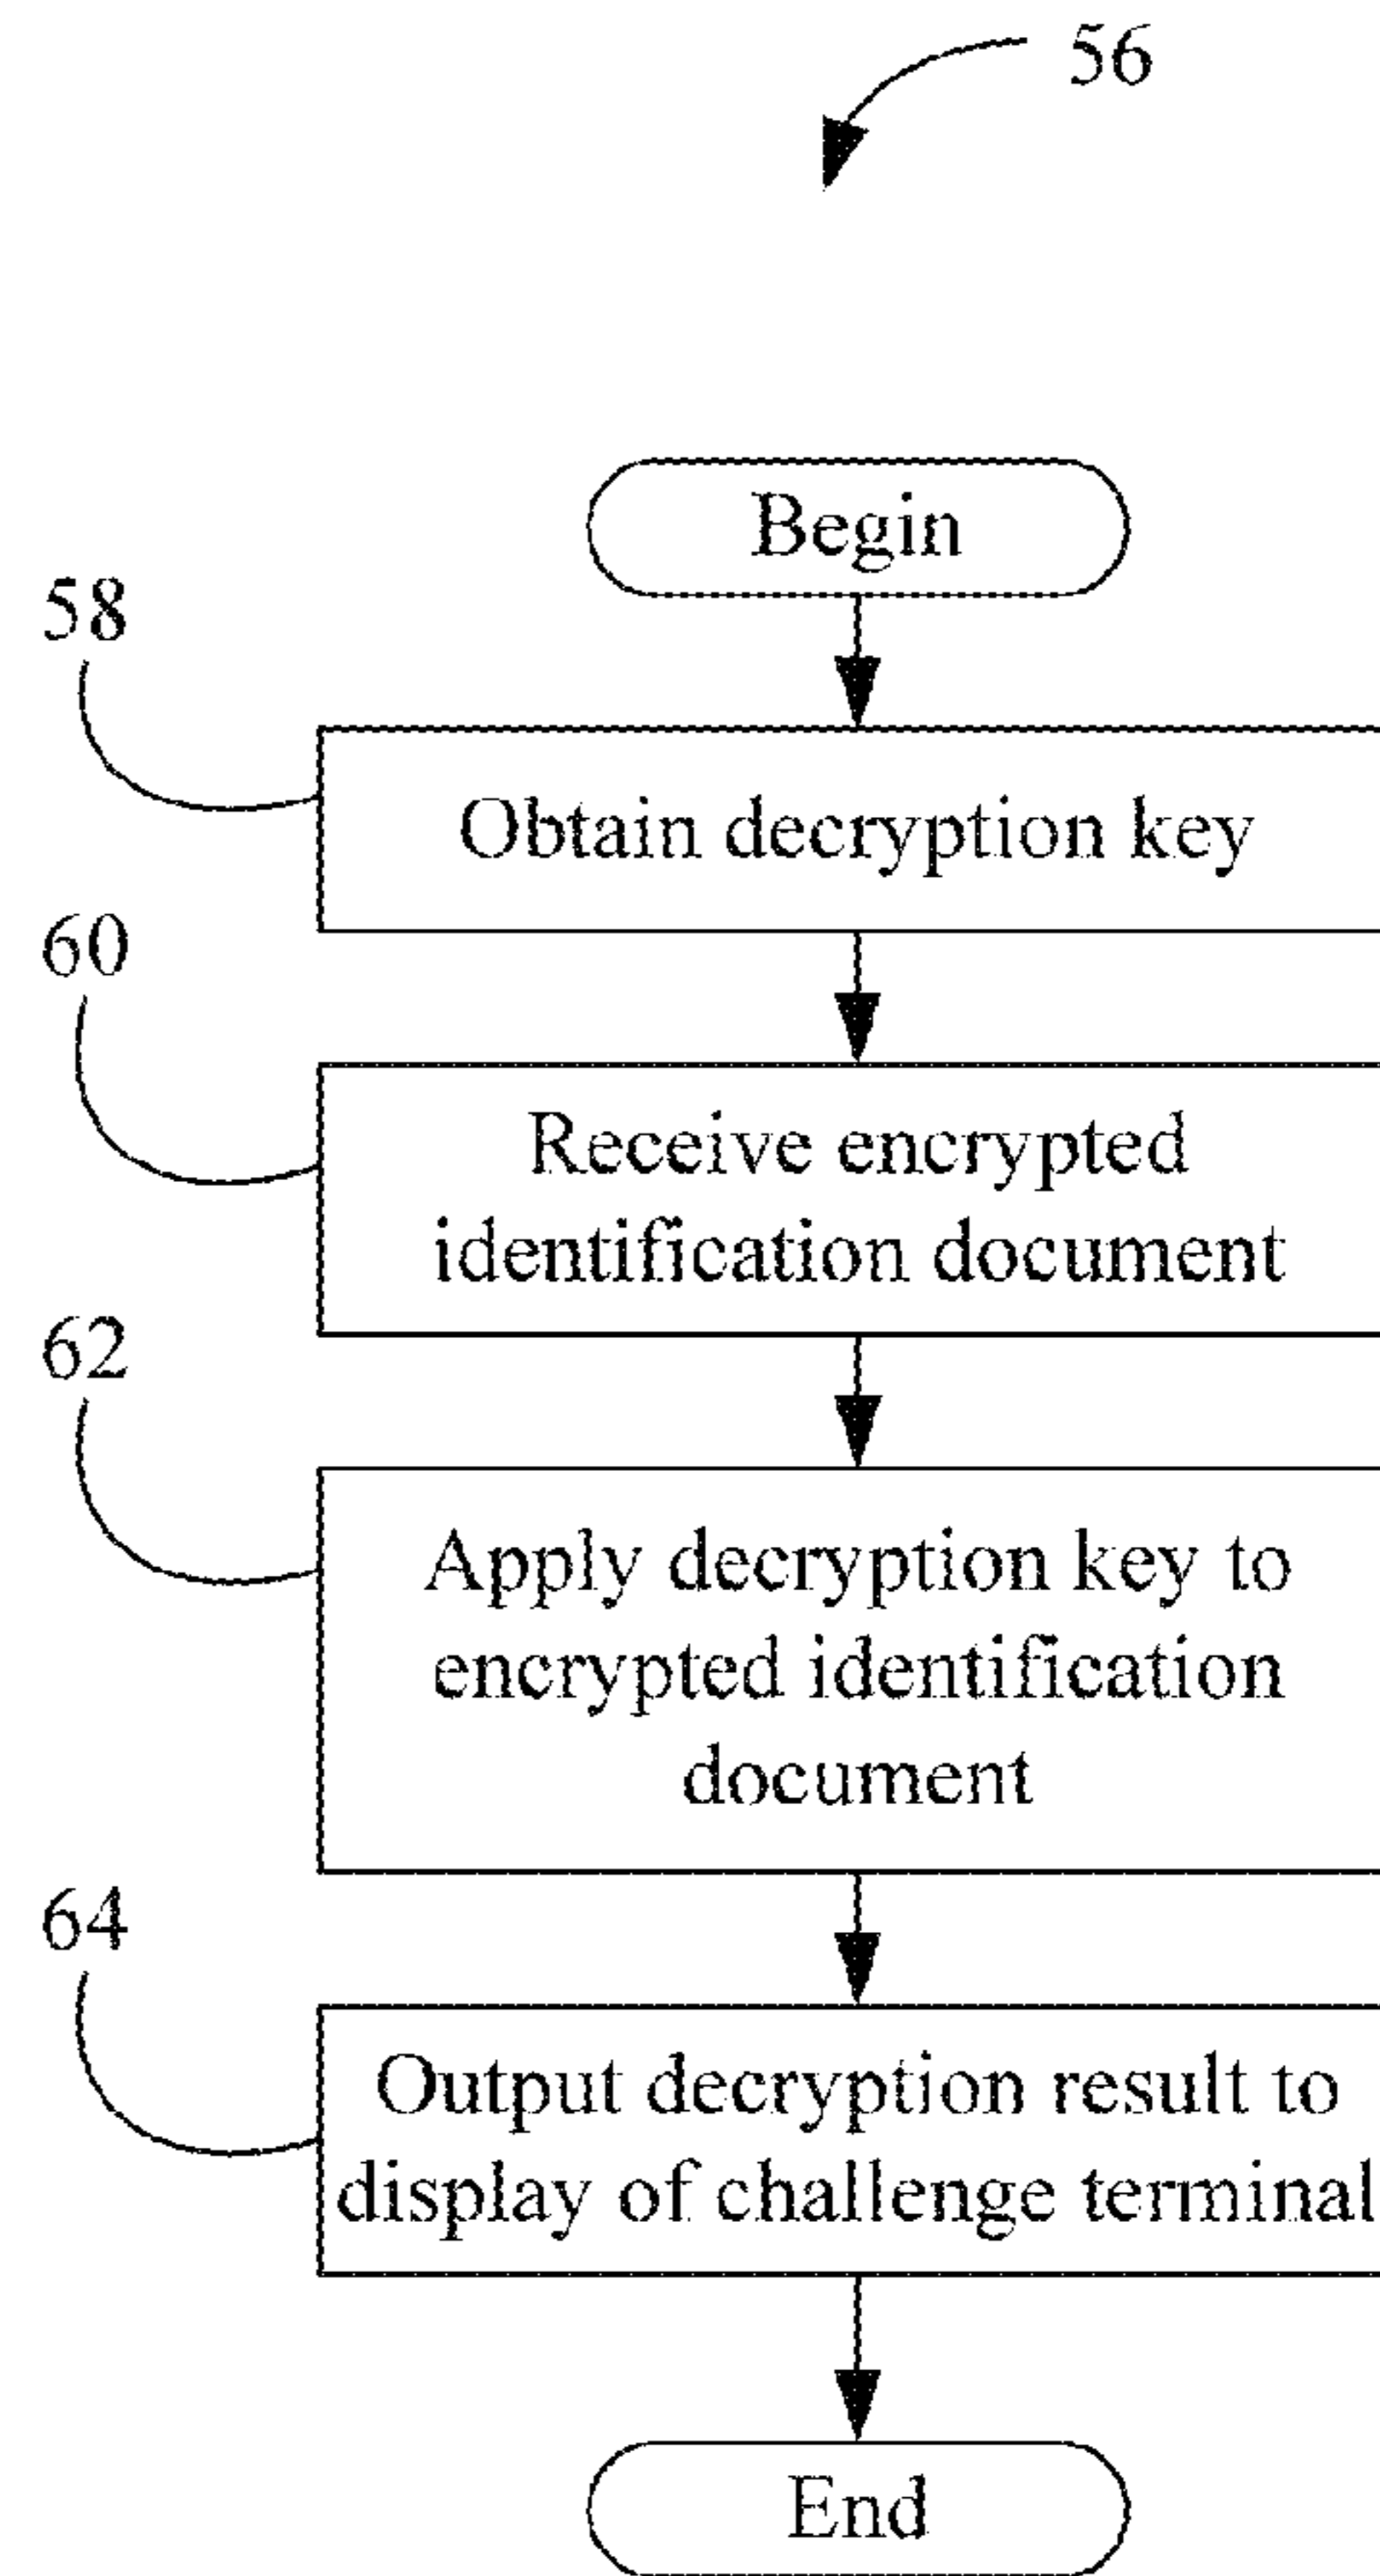 56
Begin
58
Obtain decryption key
60
Receive encrypted
identification document
62
Apply decryption key to
encrypted identification
document
64
Output decryption result to
display of challenge terminal
End